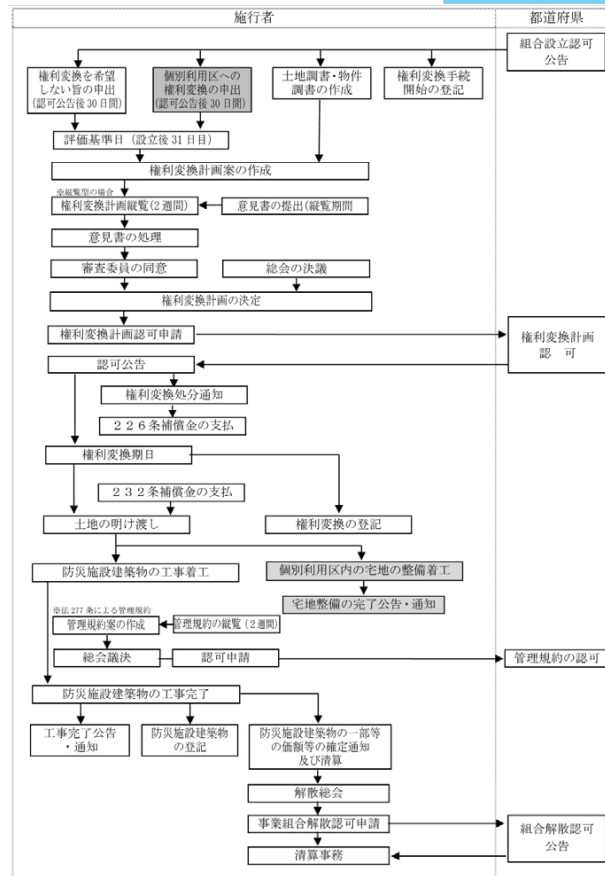 施行者
都道府県
組合設立認可
公告
権利変換を希望
しない旨の申出
(認可公告後30日間)
個別利用区への
権利変換の申出
(認可公告後30日間)
土地調書・物件
調書の作成
権利変換手続
開始の登記
評価基準日(設立後31日目)
権利変換計画案の作成
※縦覧型の場合
権利変換計画縦覧(2週間)
意見書の提出(縦覧期間
意見書の処理
審査委員の同意
総会の決議
権利変換計画の決定
権利変換計画認可申請
権利変換計画
認 可
認可公告
権利変換処分通知
226条補償金の支払
権利変換期日
232条補償金の支払
土地の明け渡し
権利変換の登記
防災施設建築物の工事着工
個別利用区内の宅地の整備着工
宅地整備の完了公告・通知
※法277条による管理規約
管理規約案の作成
管理規約の縦覧(2週間)
総会議決
認可申請
管理規約の認可
防災施設建築物の工事完了
工事完了公告
・通知
防災施設建築物
の登記
防災施設建築物の一部等
の価額等の確定通知
及び清算
解散総会
事業組合解散認可申請
組合解散認可
公告
清算事務